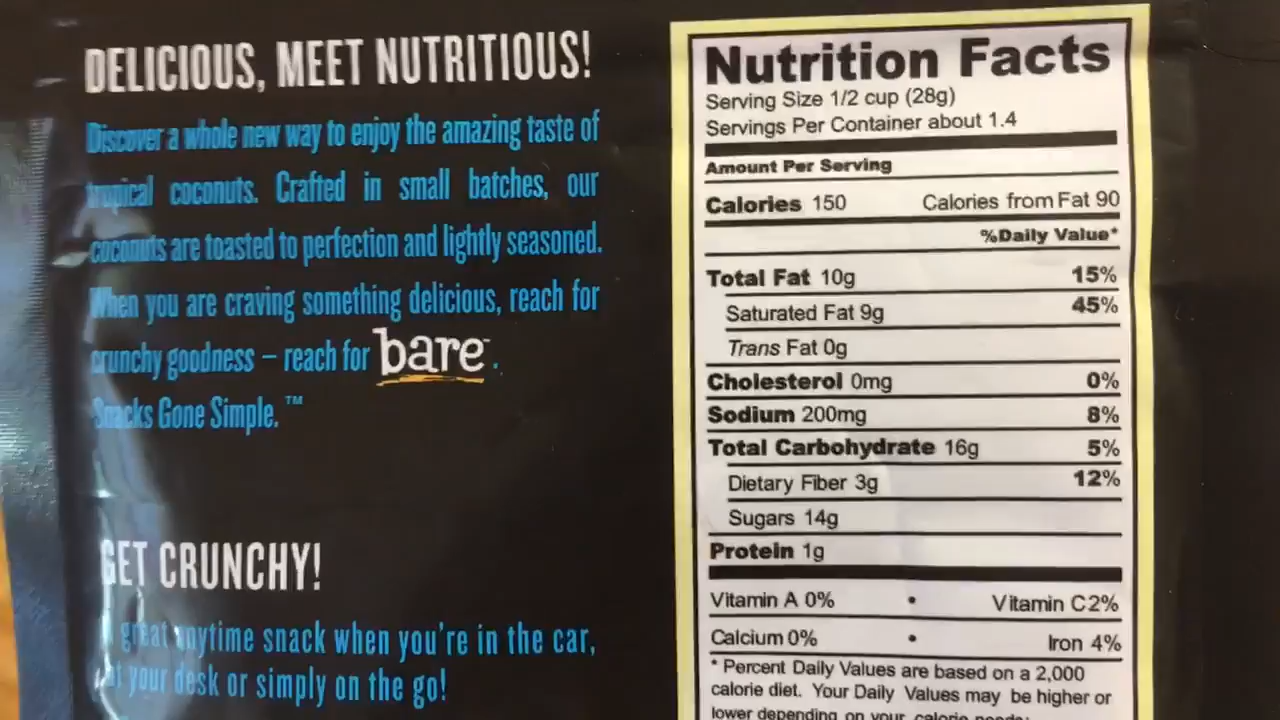 DELICIOUS, MEET NUTRITIOUS!
Discover a whole new way to enjoy the amazing taste of
tropical coconuts. Crafted in small batches, our
coconuts are toasted to perfection and lightly seasoned.
When you are craving something delicious, reach for
crunchy goodness – reach for bare™.
Snacks Gone Simple.™
GET CRUNCHY!
A great anytime snack when you're in the car,
at your desk or simply on the go!
Nutrition Facts
Serving Size 1/2 cup (28g)
Servings Per Container about 1.4
Amount Per Serving
Calories 150 Calories from Fat 90
%Daily Value*
Total Fat 10g 15%
Saturated Fat 9g 45%
Trans Fat 0g
Cholesterol 0mg 0%
Sodium 200mg 8%
Total Carbohydrate 16g 5%
Dietary Fiber 3g 12%
Sugars 14g
Protein 1g
Vitamin A 0% • Vitamin C 2%
Calcium 0% • Iron 4%
* Percent Daily Values are based on a 2,000
calorie diet. Your Daily Values may be higher or
lower depending on your calorie needs: